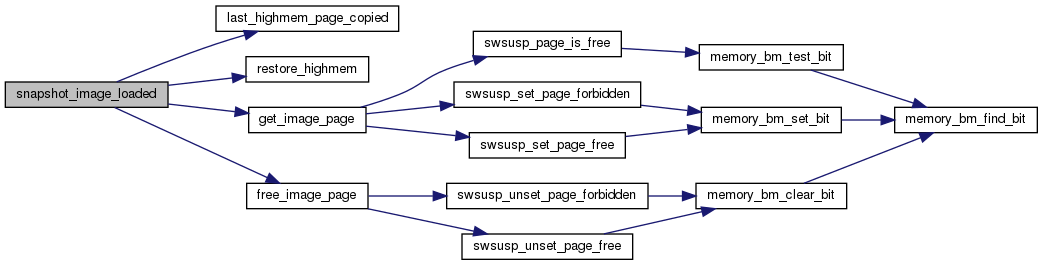 last_highmem_page_copied
swsusp_page_is_free
memory_bm_test_bit
restore_highmem
snapshot_image_loaded
swsusp_set_page_forbidden
get_image_page
memory_bm_set_bit
memory_bm_find_bit
swsusp_set_page_free
free_image_page
swsusp_unset_page_forbidden
memory_bm_clear_bit
swsusp_unset_page_free